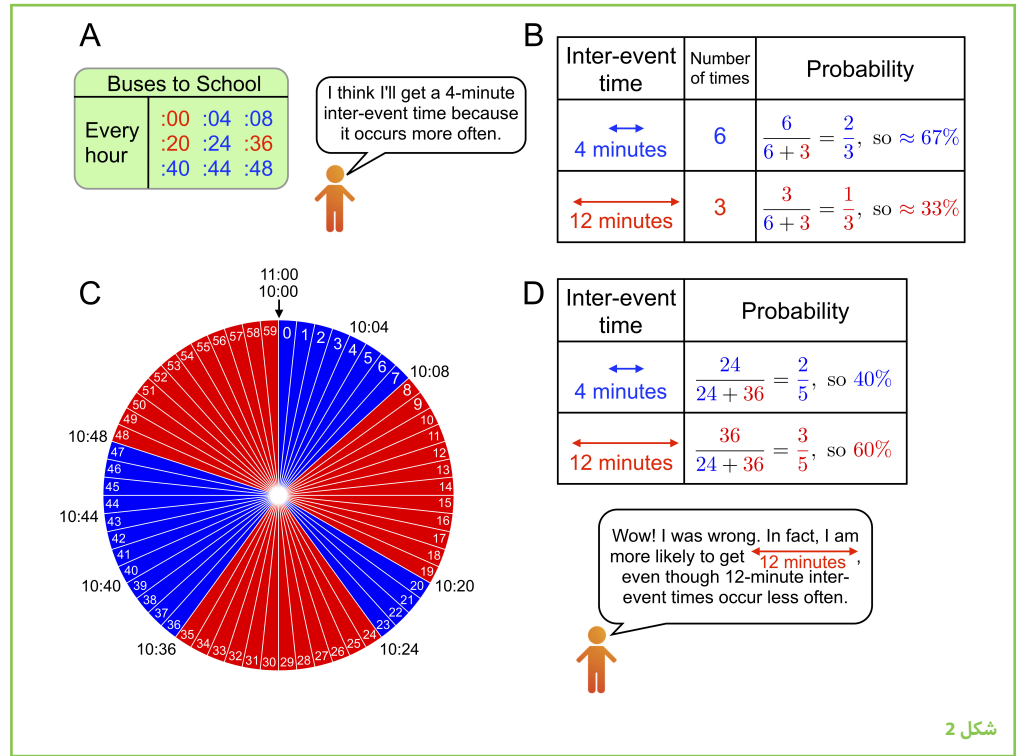 A
Buses to School
Every
hour
:00 :04 :08
:20 :24 :36
:40 :44 :48
I think I'll get a 4-minute
inter-event time because
it occurs more often.
B
Inter-event
time
Number
of times
Probability
4 minutes
6
6/(6 + 3) = 2/3, so ≈ 67%
12 minutes
3
3/(6 + 3) = 1/3, so ≈ 33%
C
11:00
10:00
10:04
10:08
10:20
10:24
10:36
10:40
10:44
10:48
0 1 2 3 4 5 6 7 8 9 10 11 12 13 14 15 16 17 18 19 20 21 22 23 24 25 26 27 28 29 30 31 32 33 34 35 36 37 38 39 40 41 42 43 44 45 46 47 48 49 50 51 52 53 54 55 56 57 58 59
D
Inter-event
time
Probability
4 minutes
24/(24 + 36) = 2/5, so 40%
12 minutes
36/(24 + 36) = 3/5, so 60%
Wow! I was wrong. In fact, I am
more likely to get 12 minutes,
even though 12-minute inter-
event times occur less often.
شكل 2